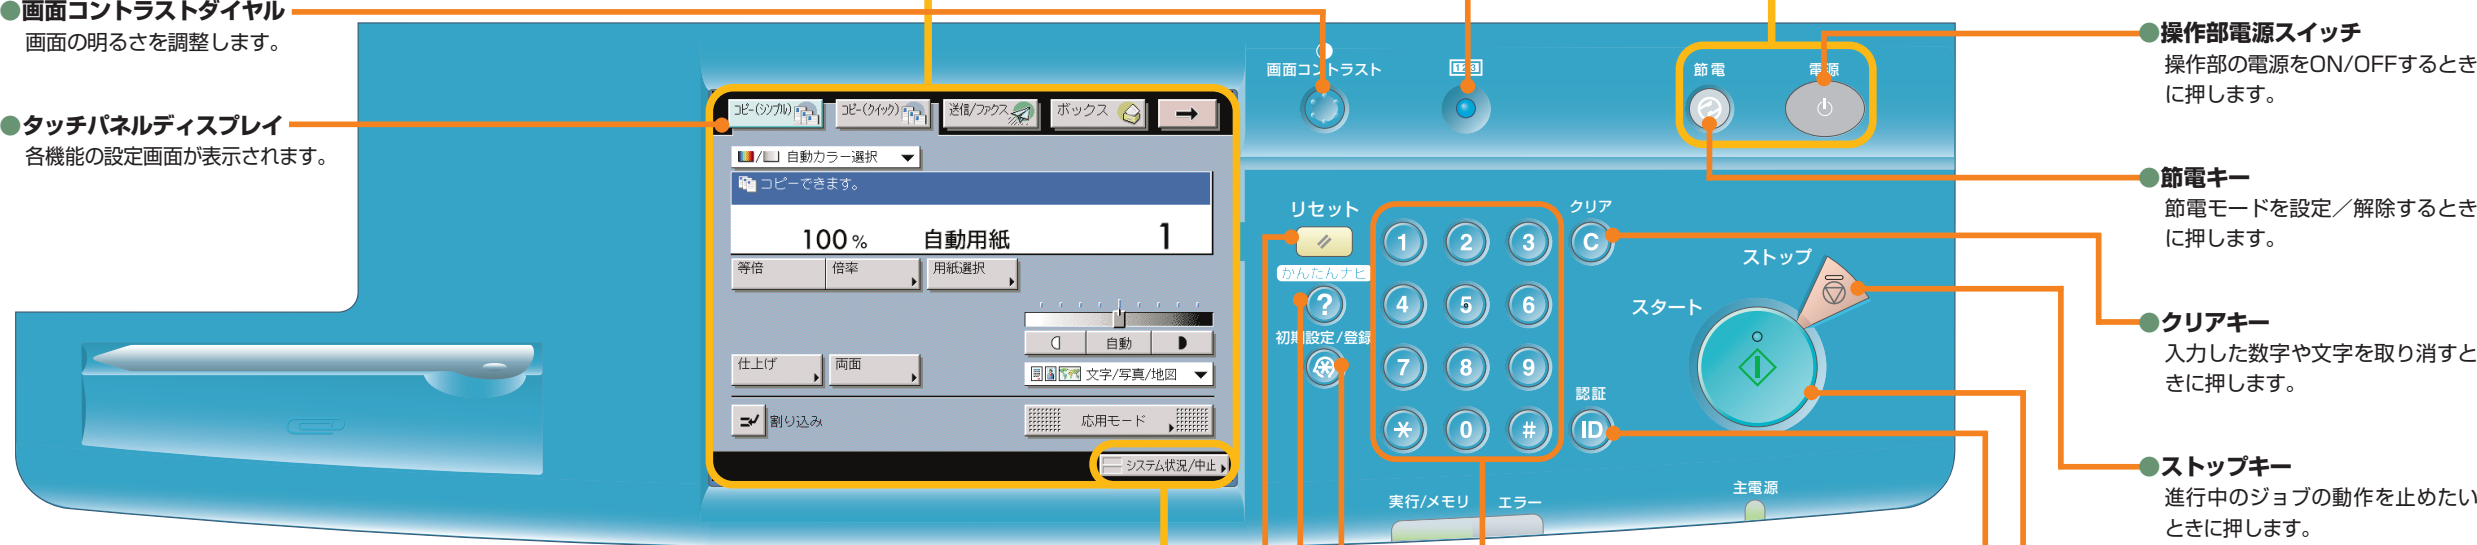 ●画面コントラストダイヤル
画面の明るさを調整します。
●タッチパネルディスプレイ
各機能の設定画面が表示されます。
コピー(シンプル)
コピー(クイック)
送信/ファクス
ボックス
自動カラー選択
コピーできます。
100%
自動用紙
1
等倍
倍率
用紙選択
自動
仕上げ
両面
文字/写真/地図
割り込み
応用モード
システム状況/中止
画面コントラスト
123
節電
電源
リセット
かんたんナビ
?
初期設定/登録
1 2 3
4 5 6
7 8 9
* 0 #
クリア
C
認証
ID
ストップ
スタート
実行/メモリ
エラー
主電源
●操作部電源スイッチ
操作部の電源をON/OFFするとき
に押します。
●節電キー
節電モードを設定/解除するとき
に押します。
●クリアキー
入力した数字や文字を取り消すと
きに押します。
●ストップキー
進行中のジョブの動作を止めたい
ときに押します。